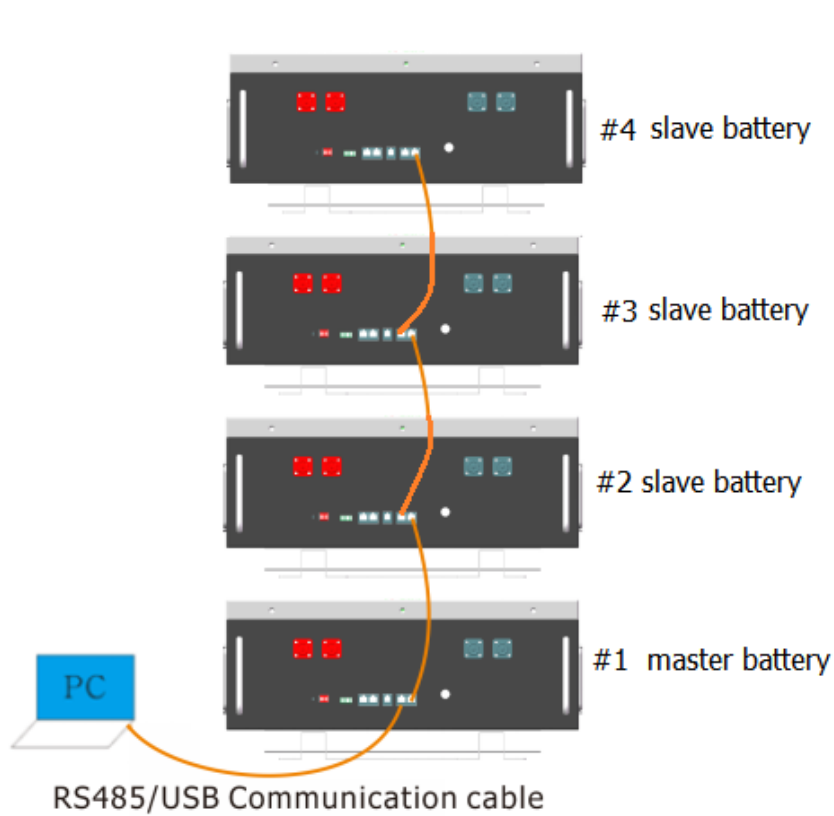 #4 slave battery
#3 slave battery
#2 slave battery
#1 master battery
PC
RS485/USB Communication cable